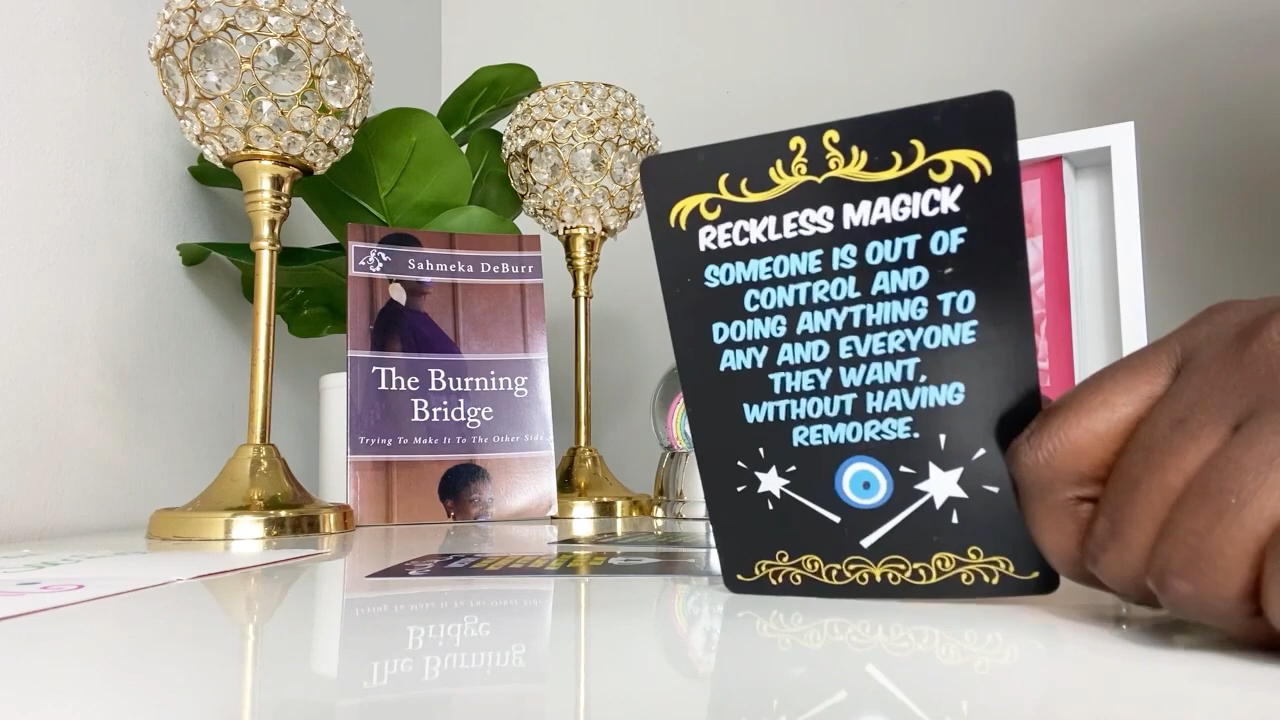 Sahmeka DeBurr
The Burning
Bridge
Trying To Make It To The Other Side
RECKLESS MAGICK
SOMEONE IS OUT OF
CONTROL AND
DOING ANYTHING TO
ANY AND EVERYONE
THEY WANT,
WITHOUT HAVING
REMORSE.